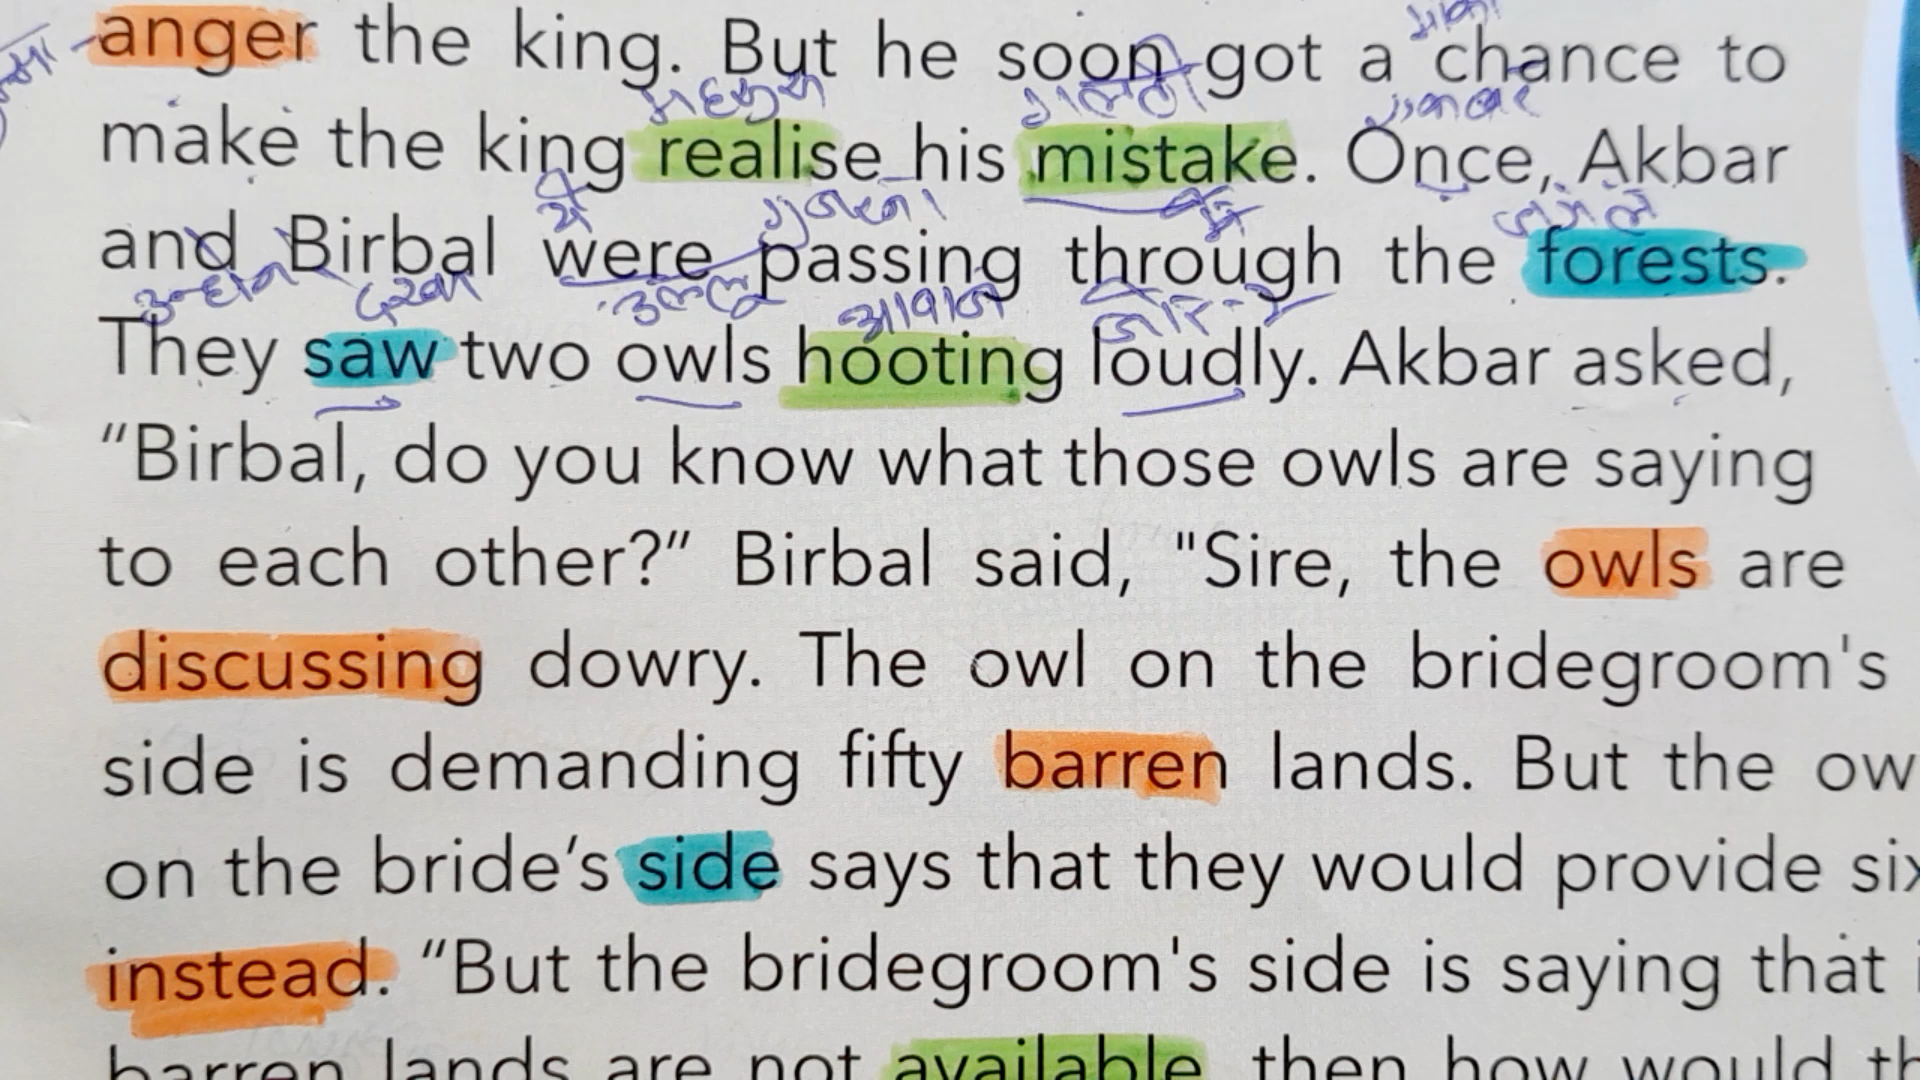 anger the king. But he soon got a chance to
make the king realise his mistake. Once, Akbar
and Birbal were passing through the forests.
They saw two owls hooting loudly. Akbar asked,
“Birbal, do you know what those owls are saying
to each other?” Birbal said, "Sire, the owls are
discussing dowry. The owl on the bridegroom's
side is demanding fifty barren lands. But the ow
on the bride’s side says that they would provide six
instead. “But the bridegroom's side is saying that
barren lands are not available, then how would th